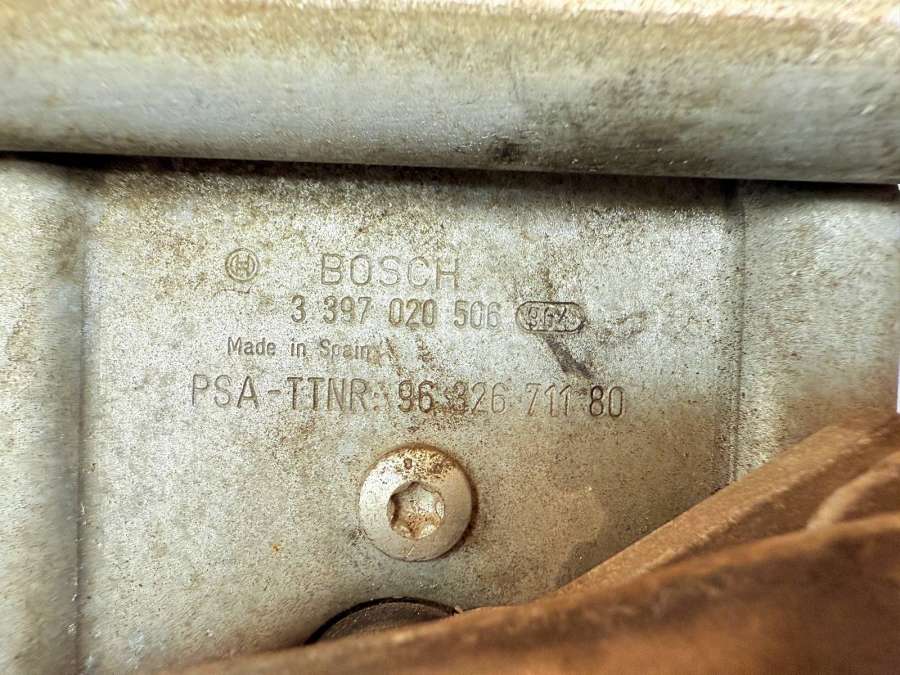 BOSCH
3 397 020 506
Made in Spain
PSA-TTNR: 96 326 711 80